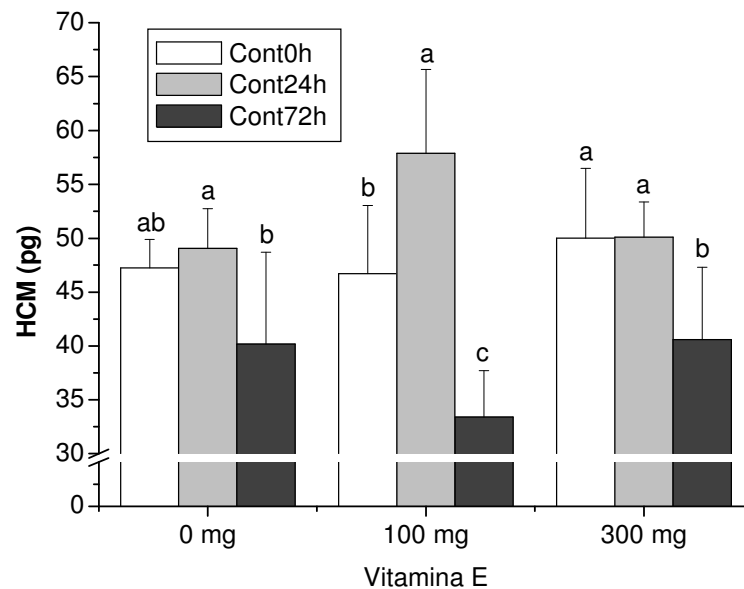 70
65
60
55
50
45
40
35
30
0
HCM (pg)
Cont0h
Cont24h
Cont72h
ab
a
b
b
a
c
a
a
b
0 mg
100 mg
300 mg
Vitamina E